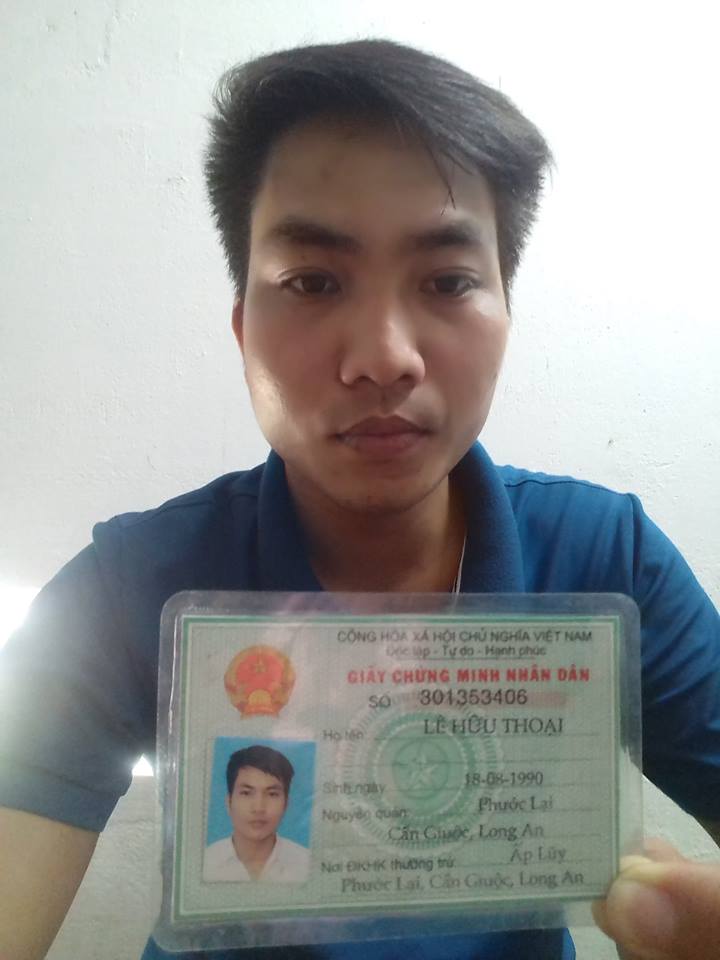 CỘNG HÒA XÃ HỘI CHỦ NGHĨA VIỆT NAM
Độc lập - Tự do - Hạnh phúc
GIẤY CHỨNG MINH NHÂN DÂN
SỐ 301353406
Họ tên LÊ HỮU THOẠI
Sinh ngày 18-08-1990
Nguyên quán Phước Lại
Cần Giuộc, Long An
Nơi ĐKHK thường trú: Ấp Lũy
Phước Lại, Cần Giuộc, Long An